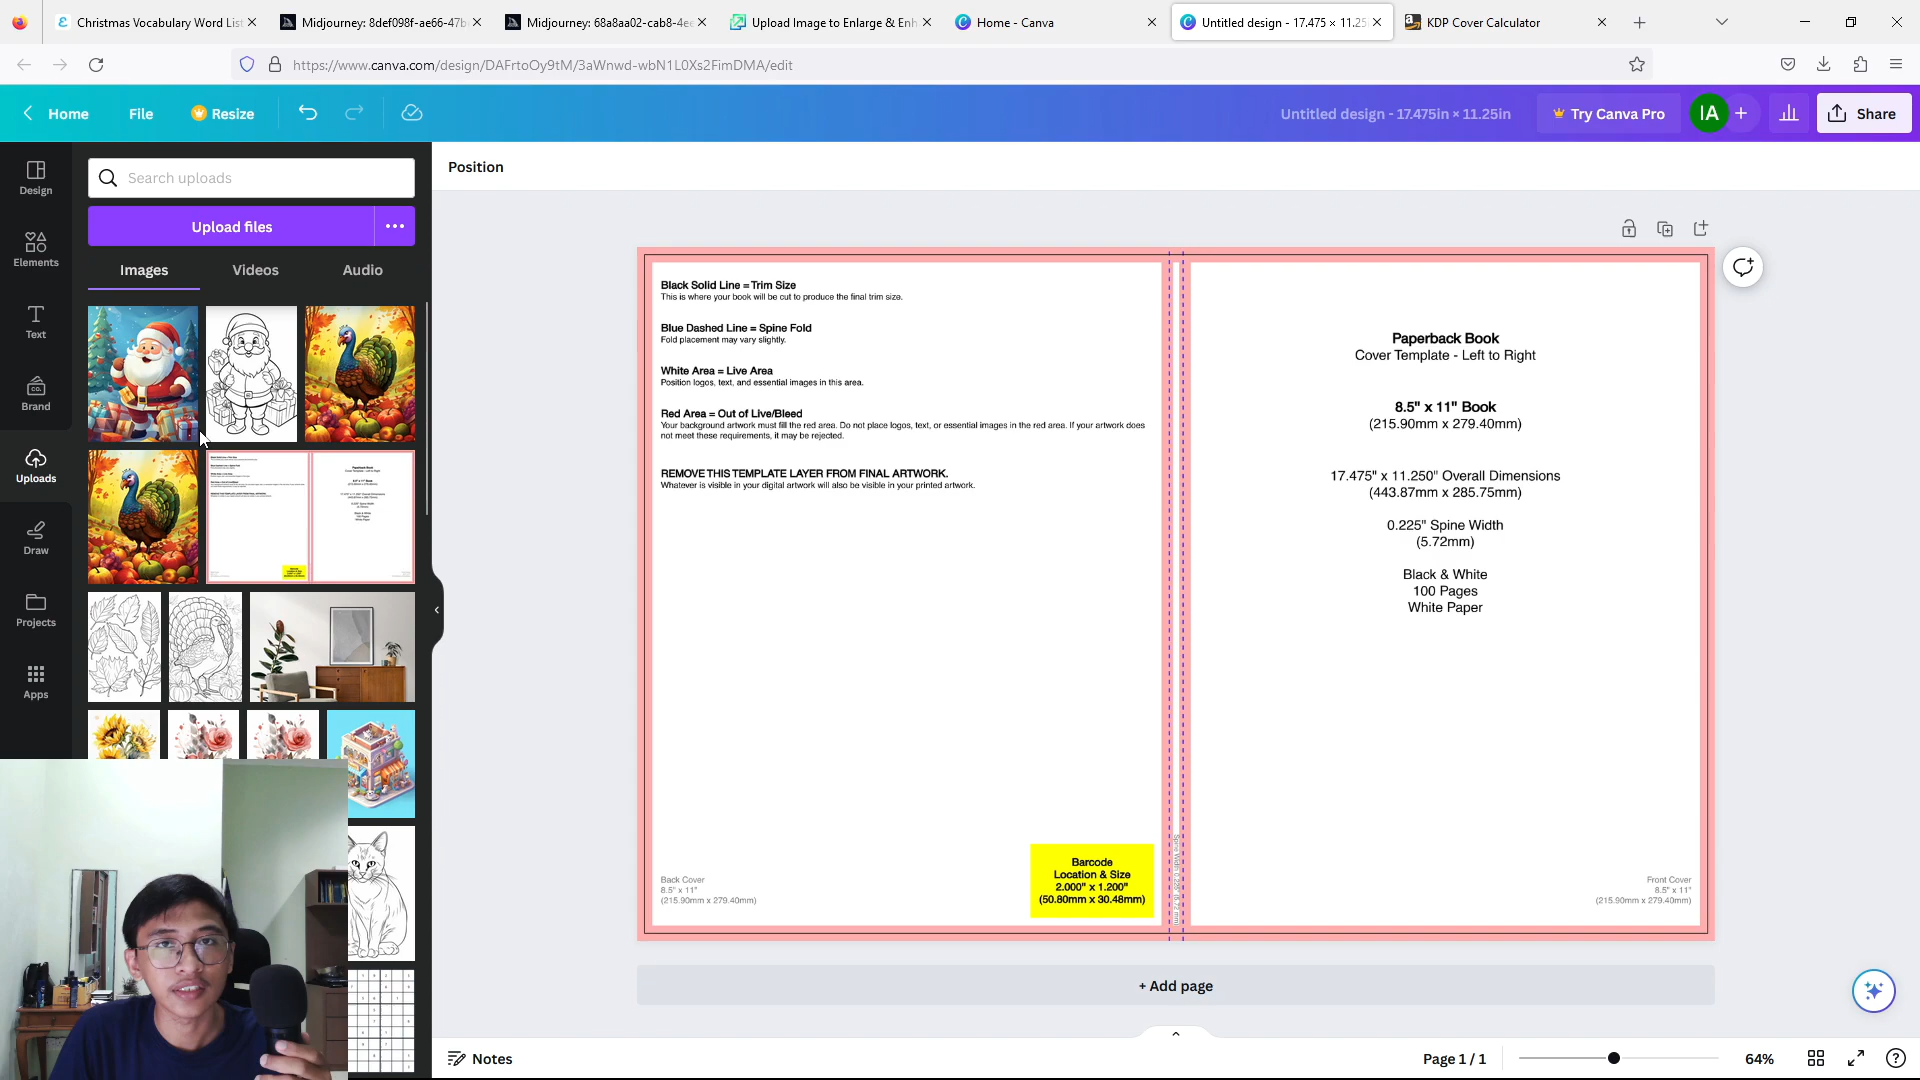 Christmas Vocabulary Word List
Midjourney: 8def098f-ae66-47b
Midjourney: 68a8aa02-cab8-4ee
Upload Image to Enlarge & Enh
Home - Canva
Untitled design - 17.475 × 11.25
KDP Cover Calculator
https://www.canva.com/design/DAFrtoOy9tM/3aWnwd-wbN1L0Xs2FimDMA/edit
Home
File
Resize
Untitled design - 17.475in × 11.25in
Try Canva Pro
IA
Share
Design
Elements
Text
Brand
Uploads
Draw
Projects
Apps
Search uploads
Upload files
Images
Videos
Audio
Position
Black Solid Line = Trim Size
This is where your book will be cut to produce the final trim size.
Blue Dashed Line = Spine Fold
Fold placement may vary slightly.
White Area = Live Area
Position logos, text, and essential images in this area.
Red Area = Out of Live/Bleed
Your background artwork must fill the red area. Do not place logos, text, or essential images in the red area. If your artwork does
not meet these requirements, it may be rejected.
REMOVE THIS TEMPLATE LAYER FROM FINAL ARTWORK.
Whatever is visible in your digital artwork will also be visible in your printed artwork.
Back Cover
8.5" x 11"
(215.90mm x 279.40mm)
Barcode
Location & Size
2.000" x 1.200"
(50.80mm x 30.48mm)
Paperback Book
Cover Template - Left to Right
8.5" x 11" Book
(215.90mm x 279.40mm)
17.475" x 11.250" Overall Dimensions
(443.87mm x 285.75mm)
0.225" Spine Width
(5.72mm)
Black & White
100 Pages
White Paper
Front Cover
8.5" x 11"
(215.90mm x 279.40mm)
+ Add page
Notes
Page 1 / 1
64%